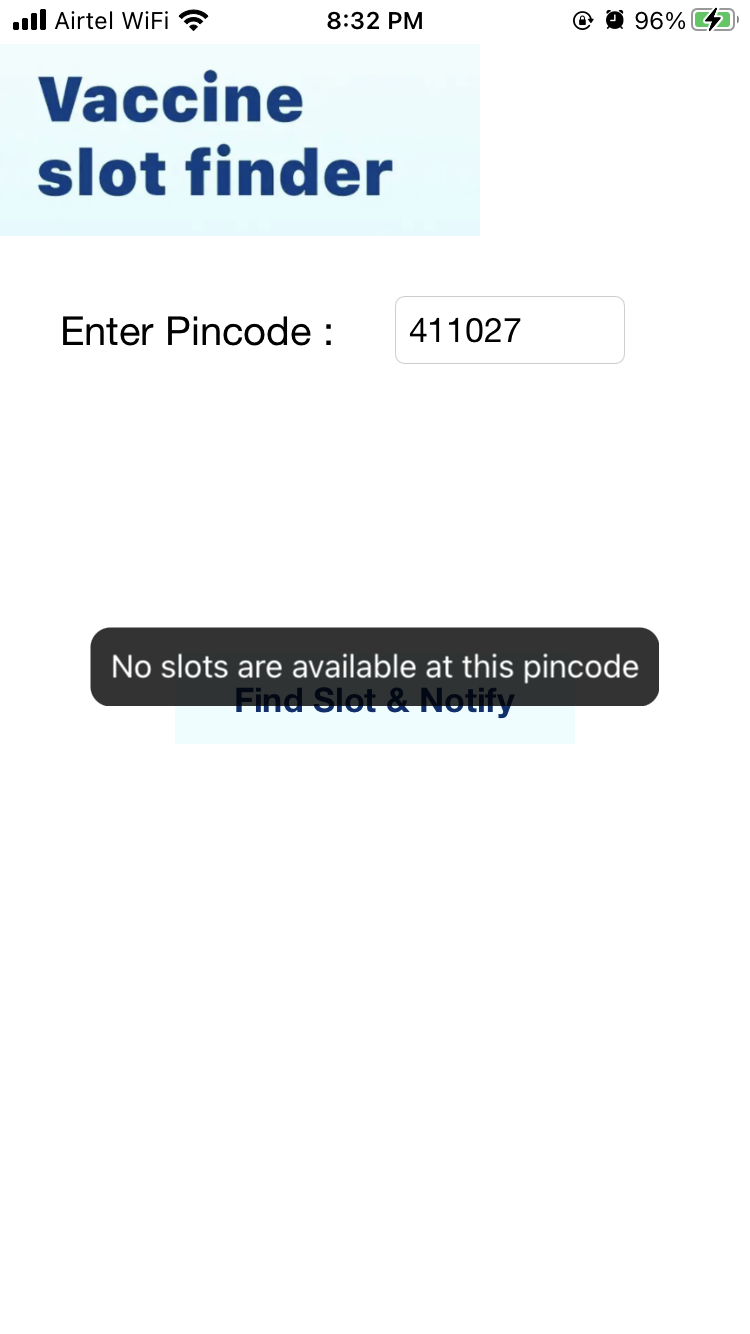 Airtel WiFi 8:32 PM 96%
Vaccine
slot finder
Enter Pincode : 411027
No slots are available at this pincode
Find Slot & Notify